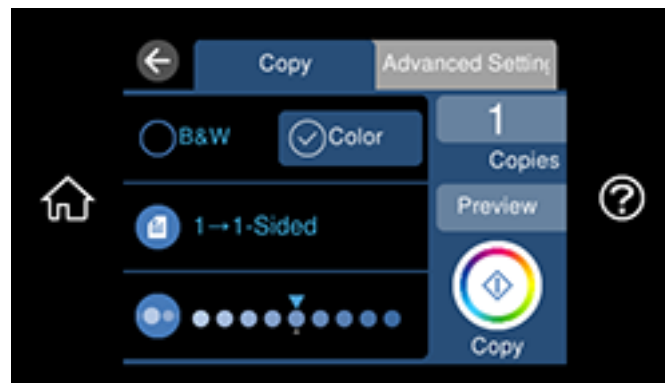 Copy
Advanced Setting
B&W
Color
1
Copies
1→1-Sided
Preview
Copy